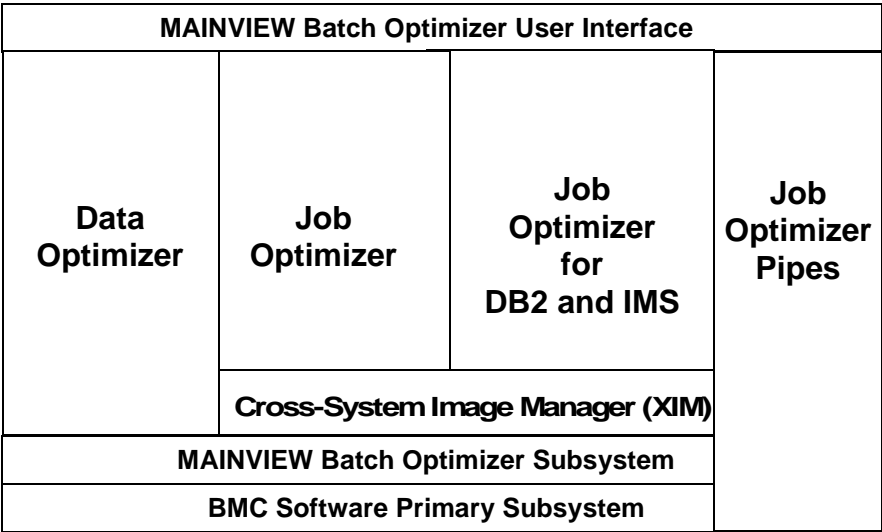 MAINVIEW Batch Optimizer User Interface
Data
Optimizer
Job
Optimizer
Job
Optimizer
for
DB2 and IMS
Job
Optimizer
Pipes
Cross-System Image Manager (XIM)
MAINVIEW Batch Optimizer Subsystem
BMC Software Primary Subsystem